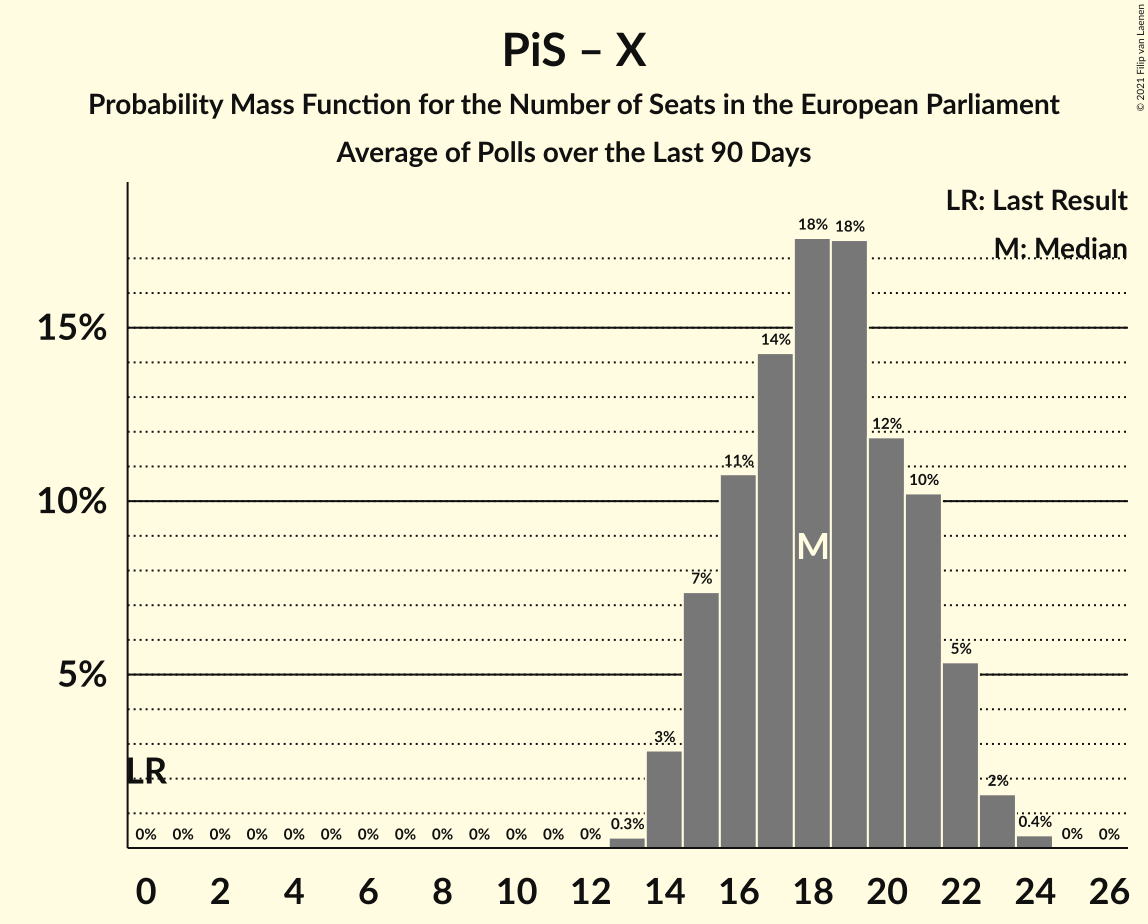 PiS – X
Probability Mass Function for the Number of Seats in the European Parliament
Average of Polls over the Last 90 Days
© 2021 Filip van Laenen
LR: Last Result
M: Median
18% 18%
15%
14%
12%
11%
10%
10%
M
7%
5%
5%
3%
LR
2%
0% 0% 0% 0% 0% 0% 0% 0% 0% 0% 0% 0% 0% 0.3% 0.4% 0% 0%
0 2 4 6 8 10 12 14 16 18 20 22 24 26